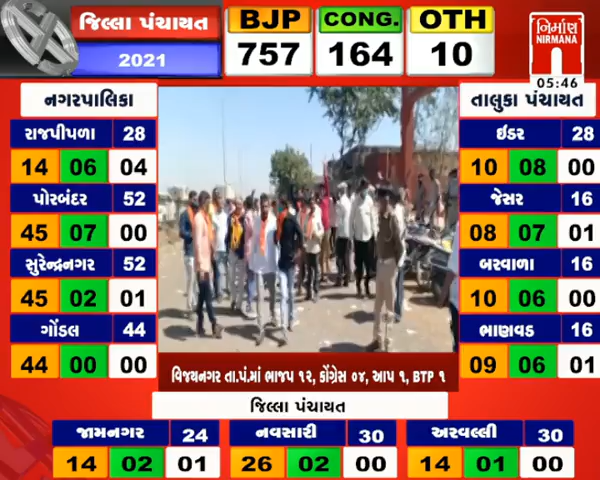 જિલ્લા પંચાયત
2021
BJP CONG. OTH
757 164 10
નિર્માણ
NIRMANA
05:46
નગરપાલિકા
રાજપીપળા 28
14 06 04
પોરબંદર 52
45 07 00
સુરેન્દ્રનગર 52
45 02 01
ગોંડલ 44
44 00 00
તાલુકા પંચાયત
ઇડર 28
10 08 00
જેસર 16
08 07 01
બરવાળા 16
10 06 00
ભાણવડ 16
09 06 01
વિજયનગર તા.પં.માં ભાજપ ૧૨, કોંગ્રેસ ૦૪, આપ ૧, BTP ૧
જિલ્લા પંચાયત
જામનગર 24
14 02 01
નવસારી 30
26 02 00
અરવલ્લી 30
14 01 00